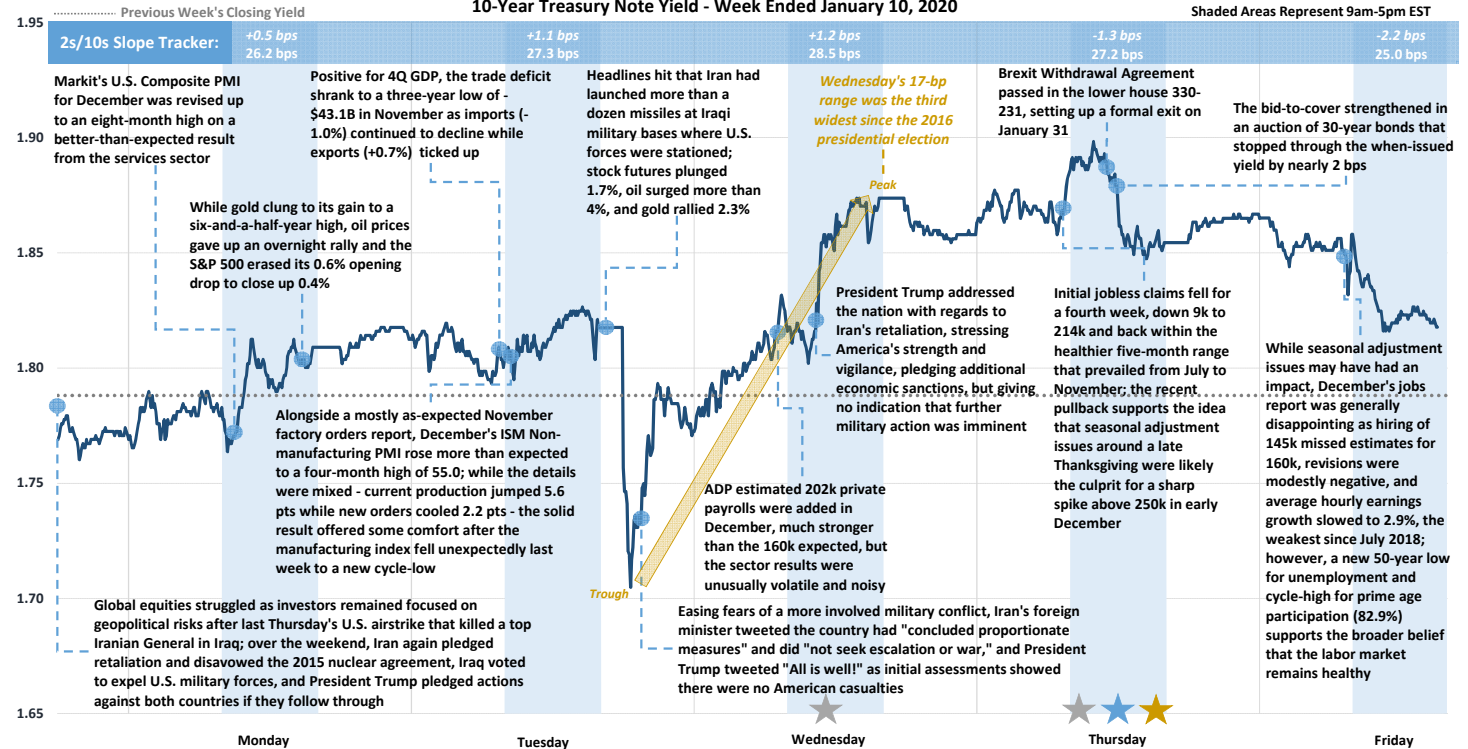 10-Year Treasury Note Yield - Week Ended January 10, 2020
Previous Week's Closing Yield
Shaded Areas Represent 9am-5pm EST
2s/10s Slope Tracker:
+0.5 bps
26.2 bps
+1.1 bps
27.3 bps
+1.2 bps
28.5 bps
-1.3 bps
27.2 bps
-2.2 bps
25.0 bps
1.95
1.90
1.85
1.80
1.75
1.70
1.65
Markit's U.S. Composite PMI
for December was revised up
to an eight-month high on a
better-than-expected result
from the services sector
Positive for 4Q GDP, the trade deficit
shrank to a three-year low of -
$43.1B in November as imports (-
1.0%) continued to decline while
exports (+0.7%) ticked up
Headlines hit that Iran had
launched more than a
dozen missiles at Iraqi
military bases where U.S.
forces were stationed;
stock futures plunged
1.7%, oil surged more than
4%, and gold rallied 2.3%
Wednesday's 17-bp
range was the third
widest since the 2016
presidential election
Peak
Brexit Withdrawal Agreement
passed in the lower house 330-
231, setting up a formal exit on
January 31
The bid-to-cover strengthened in
an auction of 30-year bonds that
stopped through the when-issued
yield by nearly 2 bps
While gold clung to its gain to a
six-and-a-half-year high, oil prices
gave up an overnight rally and the
S&P 500 erased its 0.6% opening
drop to close up 0.4%
Alongside a mostly as-expected November
factory orders report, December's ISM Non-
manufacturing PMI rose more than expected
to a four-month high of 55.0; while the details
were mixed - current production jumped 5.6
pts while new orders cooled 2.2 pts - the solid
result offered some comfort after the
manufacturing index fell unexpectedly last
week to a new cycle-low
President Trump addressed
the nation with regards to
Iran's retaliation, stressing
America's strength and
vigilance, pledging additional
economic sanctions, but giving
no indication that further
military action was imminent
Initial jobless claims fell for
a fourth week, down 9k to
214k and back within the
healthier five-month range
that prevailed from July to
November; the recent
pullback supports the idea
that seasonal adjustment
issues around a late
Thanksgiving were likely
the culprit for a sharp
spike above 250k in early
December
While seasonal adjustment
issues may have had an
impact, December's jobs
report was generally
disappointing as hiring of
145k missed estimates for
160k, revisions were
modestly negative, and
average hourly earnings
growth slowed to 2.9%, the
weakest since July 2018;
however, a new 50-year low
for unemployment and
cycle-high for prime age
participation (82.9%)
supports the broader belief
that the labor market
remains healthy
ADP estimated 202k private
payrolls were added in
December, much stronger
than the 160k expected, but
the sector results were
unusually volatile and noisy
Trough
Global equities struggled as investors remained focused on
geopolitical risks after last Thursday's U.S. airstrike that killed a top
Iranian General in Iraq; over the weekend, Iran again pledged
retaliation and disavowed the 2015 nuclear agreement, Iraq voted
to expel U.S. military forces, and President Trump pledged actions
against both countries if they follow through
Easing fears of a more involved military conflict, Iran's foreign
minister tweeted the country had "concluded proportionate
measures" and did "not seek escalation or war," and President
Trump tweeted "All is well!" as initial assessments showed
there were no American casualties
Monday
Tuesday
Wednesday
Thursday
Friday